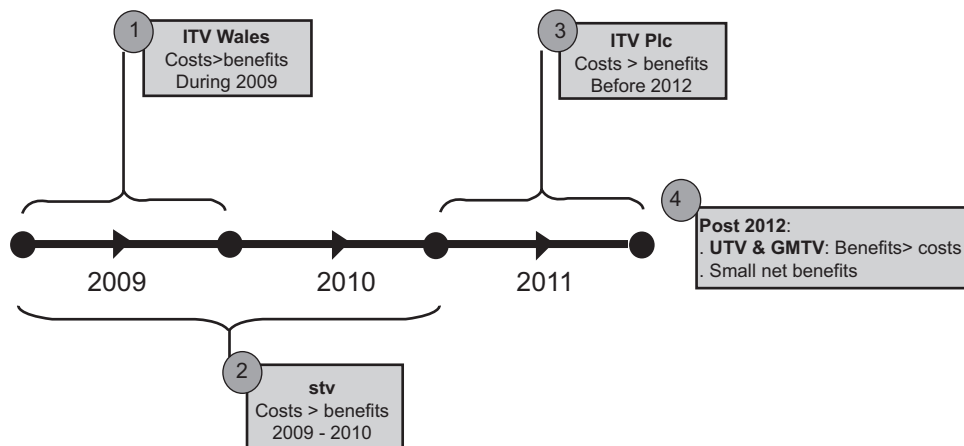 1
ITV Wales
Costs>benefits
During 2009
3
ITV Plc
Costs > benefits
Before 2012
4
Post 2012:
. UTV & GMTV: Benefits> costs
. Small net benefits
2009
2010
2011
2
stv
Costs > benefits
2009 - 2010